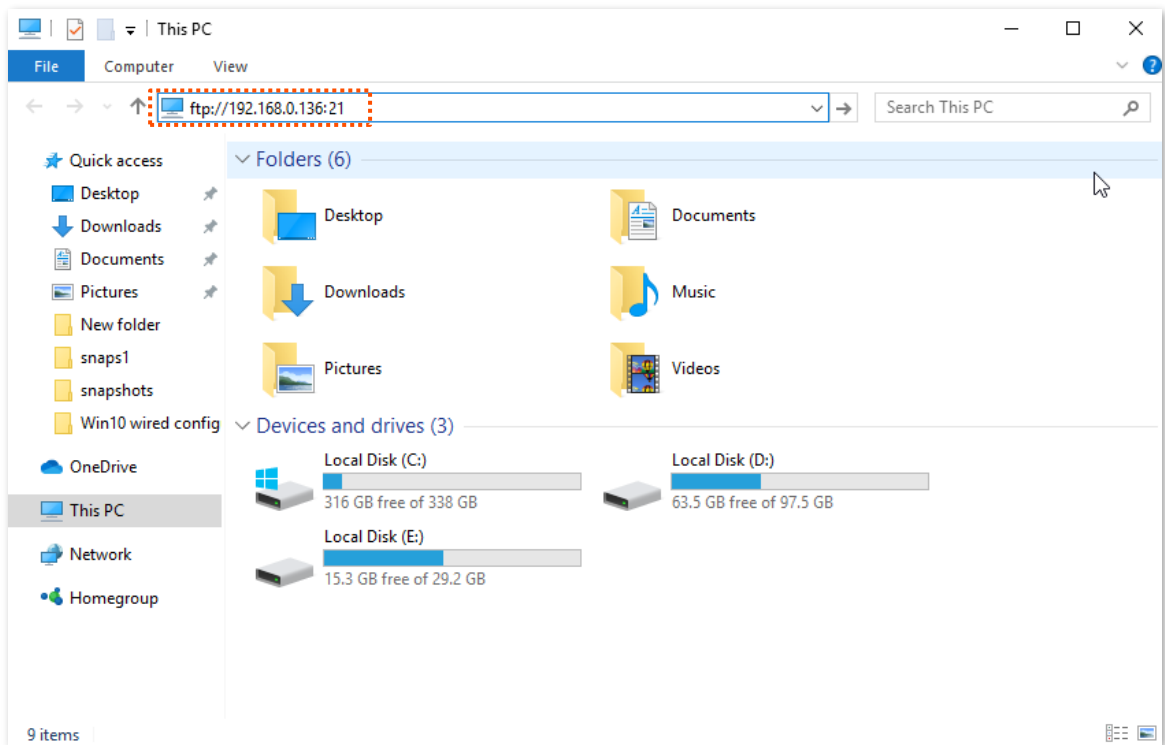 This PC
File Computer View
ftp://192.168.0.136:21
Search This PC
Quick access
Desktop
Downloads
Documents
Pictures
New folder
snaps1
snapshots
Win10 wired config
OneDrive
This PC
Network
Homegroup
Folders (6)
Desktop Documents
Downloads Music
Pictures Videos
Devices and drives (3)
Local Disk (C:) Local Disk (D:)
316 GB free of 338 GB 63.5 GB free of 97.5 GB
Local Disk (E:)
15.3 GB free of 29.2 GB
9 items